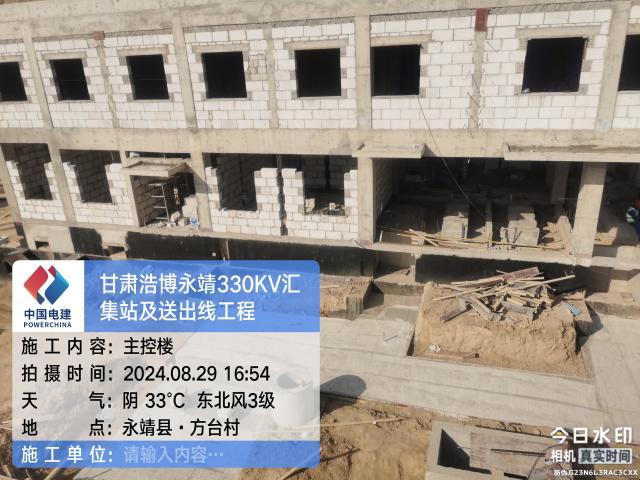 中国电建
POWERCHINA
甘肃浩博永靖330KV汇
集站及送出线工程
施工内容：主控楼
拍摄时间：2024.08.29 16:54
天气：阴 33℃ 东北风3级
地点：永靖县·方台村
施工单位：请输入内容…
今日水印
相机 真实时间
防伪 G23N6D3RAC3CXX